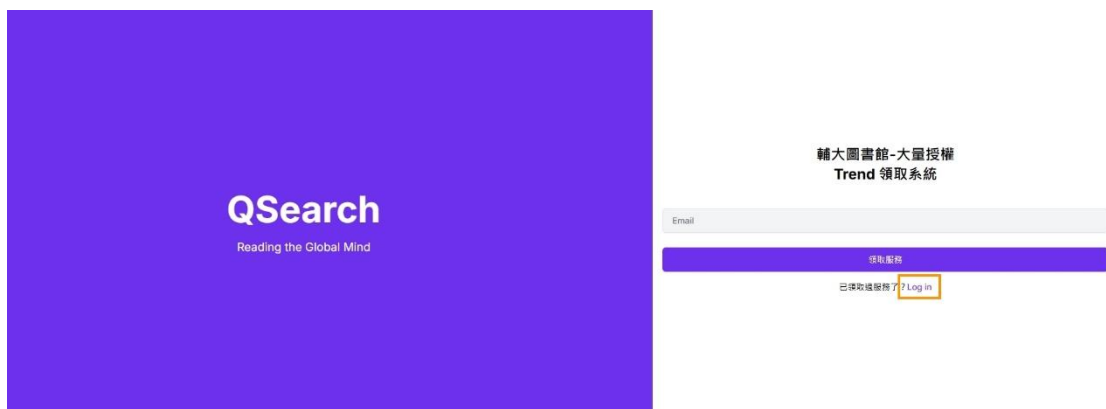 QSearch
Reading the Global Mind
輔大圖書館-大量授權
Trend 領取系統
Email
領取服務
已領取過服務了?Log in